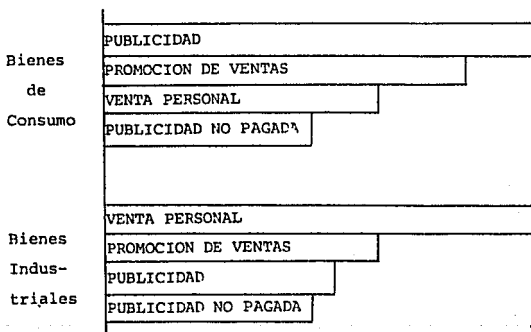 Bienes
de
Consumo
PUBLICIDAD
PROMOCION DE VENTAS
VENTA PERSONAL
PUBLICIDAD NO PAGADA
Bienes
Indus-
triales
VENTA PERSONAL
PROMOCION DE VENTAS
PUBLICIDAD
PUBLICIDAD NO PAGADA